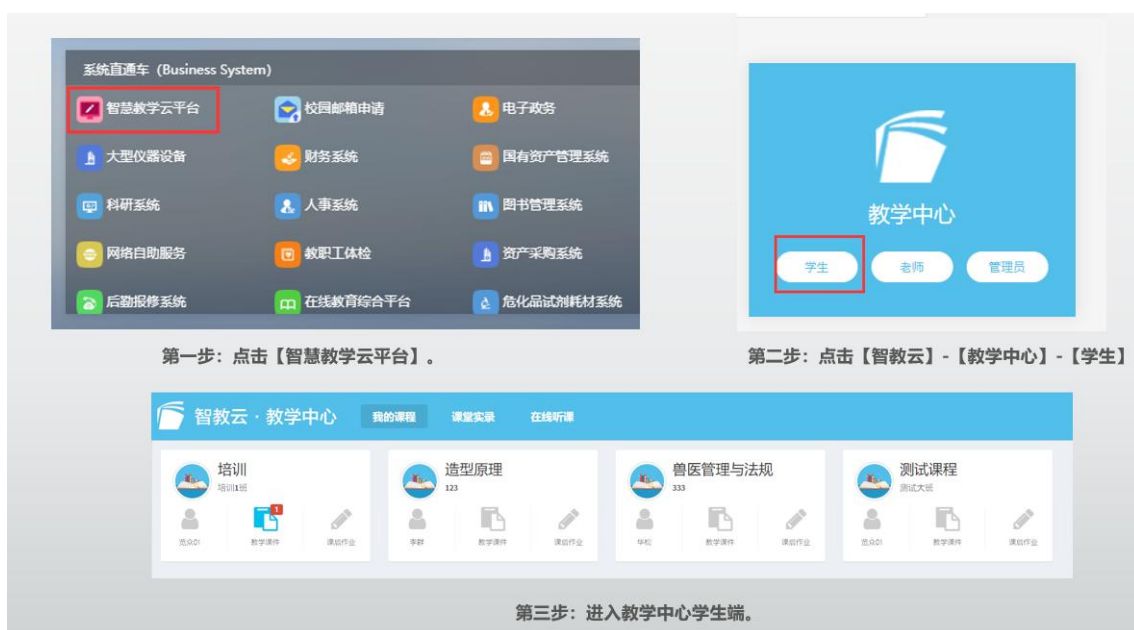 系统直通车 (Business System)
智慧教学云平台
校园邮箱申请
电子政务
大型仪器设备
财务系统
国有资产管理系统
科研系统
人事系统
图书管理系统
网络自助服务
教职工体检
资产采购系统
后勤报修系统
在线教育综合平台
危化品试剂耗材系统
教学中心
学生
老师
管理员
第一步：点击【智慧教学云平台】。
第二步：点击【智教云】-【教学中心】-【学生】
智教云·教学中心 我的课程 课堂实录 在线听课
培训
培训1班
1
教学课件
课后作业
造型原理
123
李群
教学课件
课后作业
兽医管理与法规
333
华松
教学课件
课后作业
测试课程
测试大班
教学课件
课后作业
第三步：进入教学中心学生端。